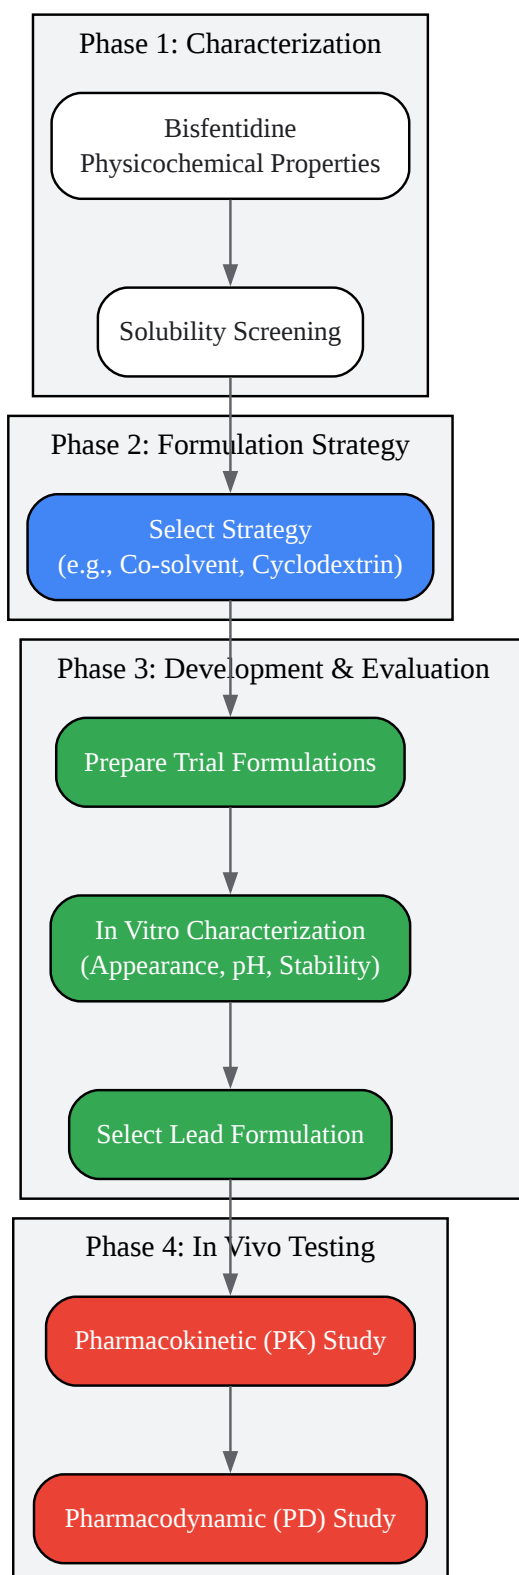 Phase 1: Characterization
Bisfentidine
Physicochemical Properties
Solubility Screening
Phase 2: Formulation Strategy
Select Strategy
(e.g., Co-solvent, Cyclodextrin)
Phase 3: Development & Evaluation
Prepare Trial Formulations
In Vitro Characterization
(Appearance, pH, Stability)
Select Lead Formulation
Phase 4: In Vivo Testing
Pharmacokinetic (PK) Study
Pharmacodynamic (PD) Study